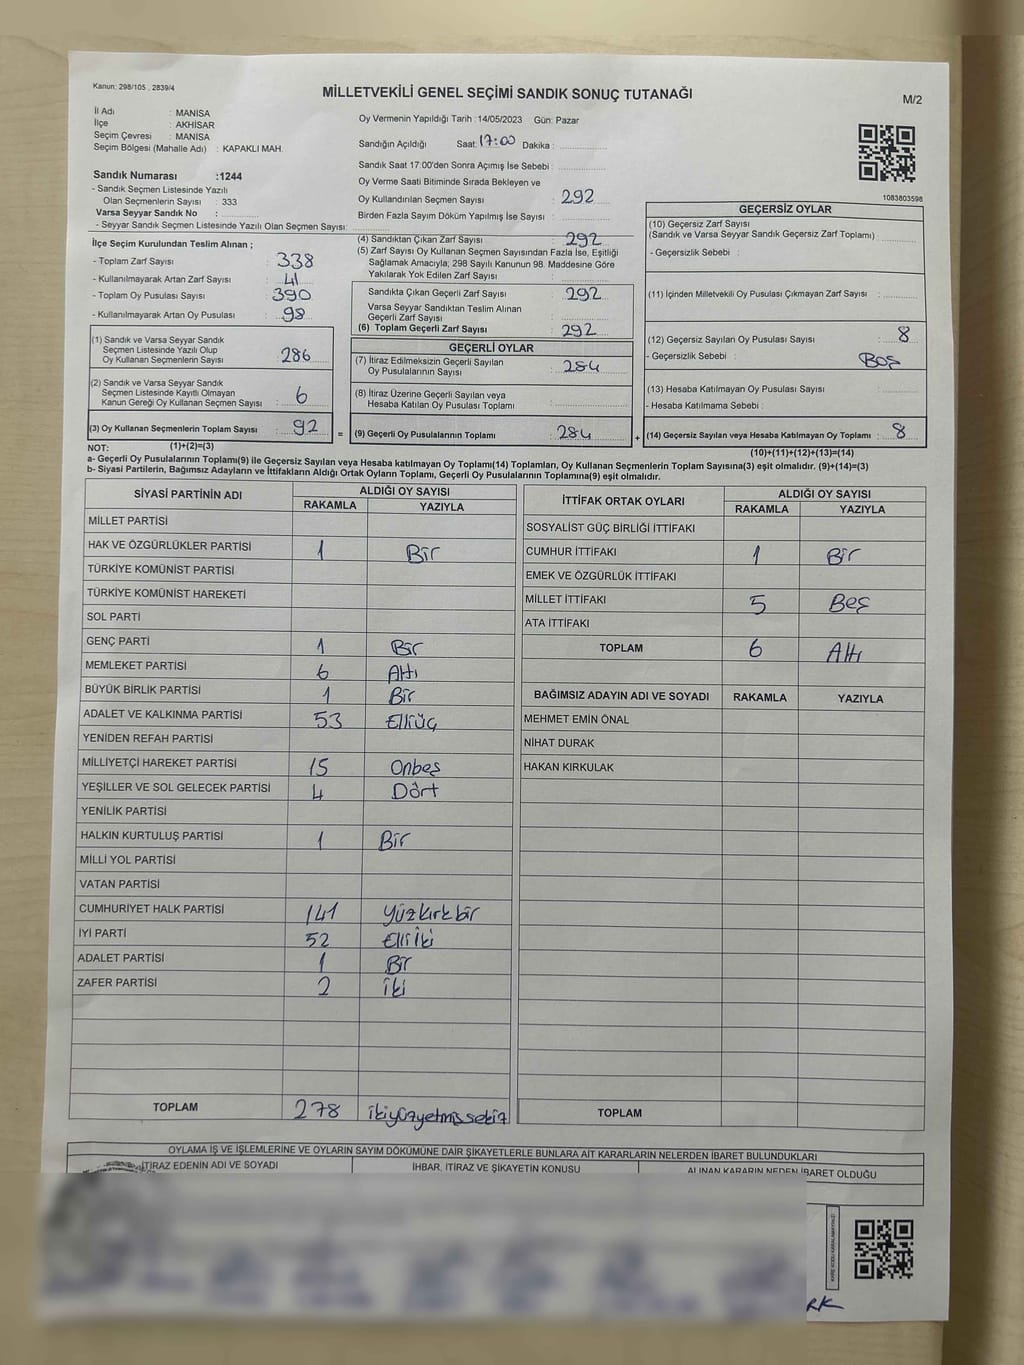 Kanun: 298/105 , 2839/4
MİLLETVEKİLİ GENEL SEÇİMİ SANDIK SONUÇ TUTANAĞI
M/2
İl Adı : MANİSA
İlçe : AKHİSAR
Seçim Çevresi : MANİSA
Seçim Bölgesi (Mahalle Adı) : KAPAKLI MAH.
Sandık Numarası :1244
- Sandık Seçmen Listesinde Yazılı
Olan Seçmenlerin Sayısı : 333
Varsa Seyyar Sandık No :
- Seyyar Sandık Seçmen Listesinde Yazılı Olan Seçmen Sayısı:
Oy Vermenin Yapıldığı Tarih : 14/05/2023 Gün: Pazar
Sandığın Açıldığı Saat: 17:00 Dakika :
Sandık Saat 17:00'den Sonra Açımış İse Sebebi :
Oy Verme Saati Bitiminde Sırada Bekleyen ve
Oy Kullandırılan Seçmen Sayısı : 292
Birden Fazla Sayım Döküm Yapılmış İse Sayısı :
1083803598
İlçe Seçim Kurulundan Teslim Alınan ;
- Toplam Zarf Sayısı : 338
- Kullanılmayarak Artan Zarf Sayısı : 41
- Toplam Oy Pusulası Sayısı : 390
- Kullanılmayarak Artan Oy Pusulası : 98
(4) Sandıktan Çıkan Zarf Sayısı : 292
(5) Zarf Sayısı Oy Kullanan Seçmen Sayısından Fazla İse, Eşitliği
Sağlamak Amacıyla; 298 Sayılı Kanunun 98. Maddesine Göre
Yakılarak Yok Edilen Zarf Sayısı :
Sandıkta Çıkan Geçerli Zarf Sayısı : 292
Varsa Seyyar Sandıktan Teslim Alınan
Geçerli Zarf Sayısı :
(6) Toplam Geçerli Zarf Sayısı : 292
GEÇERSİZ OYLAR
(10) Geçersiz Zarf Sayısı
(Sandık ve Varsa Seyyar Sandık Geçersiz Zarf Toplamı) :
- Geçersizlik Sebebi :
(11) İçinden Milletvekili Oy Pusulası Çıkmayan Zarf Sayısı :
(12) Geçersiz Sayılan Oy Pusulası Sayısı : 8
- Geçersizlik Sebebi : Boş
(13) Hesaba Katılmayan Oy Pusulası Sayısı :
- Hesaba Katılmama Sebebi :
(14) Geçersiz Sayılan veya Hesaba Katılmayan Oy Toplamı : 8
(10)+(11)+(12)+(13)=(14)
(1) Sandık ve Varsa Seyyar Sandık
Seçmen Listesinde Yazılı Olup
Oy Kullanan Seçmenlerin Sayısı : 286
(2) Sandık ve Varsa Seyyar Sandık
Seçmen Listesinde Kayıtlı Olmayan
Kanun Gereği Oy Kullanan Seçmen Sayısı : 6
(3) Oy Kullanan Seçmenlerin Toplam Sayısı : 92
=
(1)+(2)=(3)
GEÇERLİ OYLAR
(7) İtiraz Edilmeksizin Geçerli Sayılan
Oy Pusulalarının Sayısı : 284
(8) İtiraz Üzerine Geçerli Sayılan veya
Hesaba Katılan Oy Pusulası Toplamı :
(9) Geçerli Oy Pusulalarının Toplamı : 284
+
NOT:
a- Geçerli Oy Pusulalarının Toplamı(9) ile Geçersiz Sayılan veya Hesaba katılmayan Oy Toplamı(14) Toplamları, Oy Kullanan Seçmenlerin Toplam Sayısına(3) eşit olmalıdır. (9)+(14)=(3)
b- Siyasi Partilerin, Bağımsız Adayların ve İttifakların Aldığı Ortak Oyların Toplamı, Geçerli Oy Pusulalarının Toplamına(9) eşit olmalıdır.
SİYASİ PARTİNİN ADI ALDIĞI OY SAYISI
RAKAMLA YAZIYLA
MİLLET PARTİSİ
HAK VE ÖZGÜRLÜKLER PARTİSİ 1 Bir
TÜRKİYE KOMÜNİST PARTİSİ
TÜRKİYE KOMÜNİST HAREKETİ
SOL PARTİ
GENÇ PARTİ 1 Bir
MEMLEKET PARTİSİ 6 Altı
BÜYÜK BİRLİK PARTİSİ 1 Bir
ADALET VE KALKINMA PARTİSİ 53 Elliüç
YENİDEN REFAH PARTİSİ
MİLLİYETÇİ HAREKET PARTİSİ 15 Onbeş
YEŞİLLER VE SOL GELECEK PARTİSİ 4 Dört
YENİLİK PARTİSİ
HALKIN KURTULUŞ PARTİSİ 1 Bir
MİLLİ YOL PARTİSİ
VATAN PARTİSİ
CUMHURİYET HALK PARTİSİ 141 Yüzkırkbir
İYİ PARTİ 52 Elliiki
ADALET PARTİSİ 1 Bir
ZAFER PARTİSİ 2 iki
TOPLAM 278 ikiyüzyetmişsekiz
İTTİFAK ORTAK OYLARI ALDIĞI OY SAYISI
RAKAMLA YAZIYLA
SOSYALİST GÜÇ BİRLİĞİ İTTİFAKI
CUMHUR İTTİFAKI 1 Bir
EMEK VE ÖZGÜRLÜK İTTİFAKI
MİLLET İTTİFAKI 5 Beş
ATA İTTİFAKI
TOPLAM 6 Altı
BAĞIMSIZ ADAYIN ADI VE SOYADI RAKAMLA YAZIYLA
MEHMET EMİN ÖNAL
NİHAT DURAK
HAKAN KIRKULAK
TOPLAM
OYLAMA İŞ VE İŞLEMLERİNE VE OYLARIN SAYIM DÖKÜMÜNE DAİR ŞİKAYETLERLE BUNLARA AİT KARARLARIN NELERDEN İBARET BULUNDUKLARI
İTİRAZ EDENİN ADI VE SOYADI İHBAR, İTİRAZ VE ŞİKAYETİN KONUSU ALINAN KARARIN NEDEN İBARET OLDUĞU